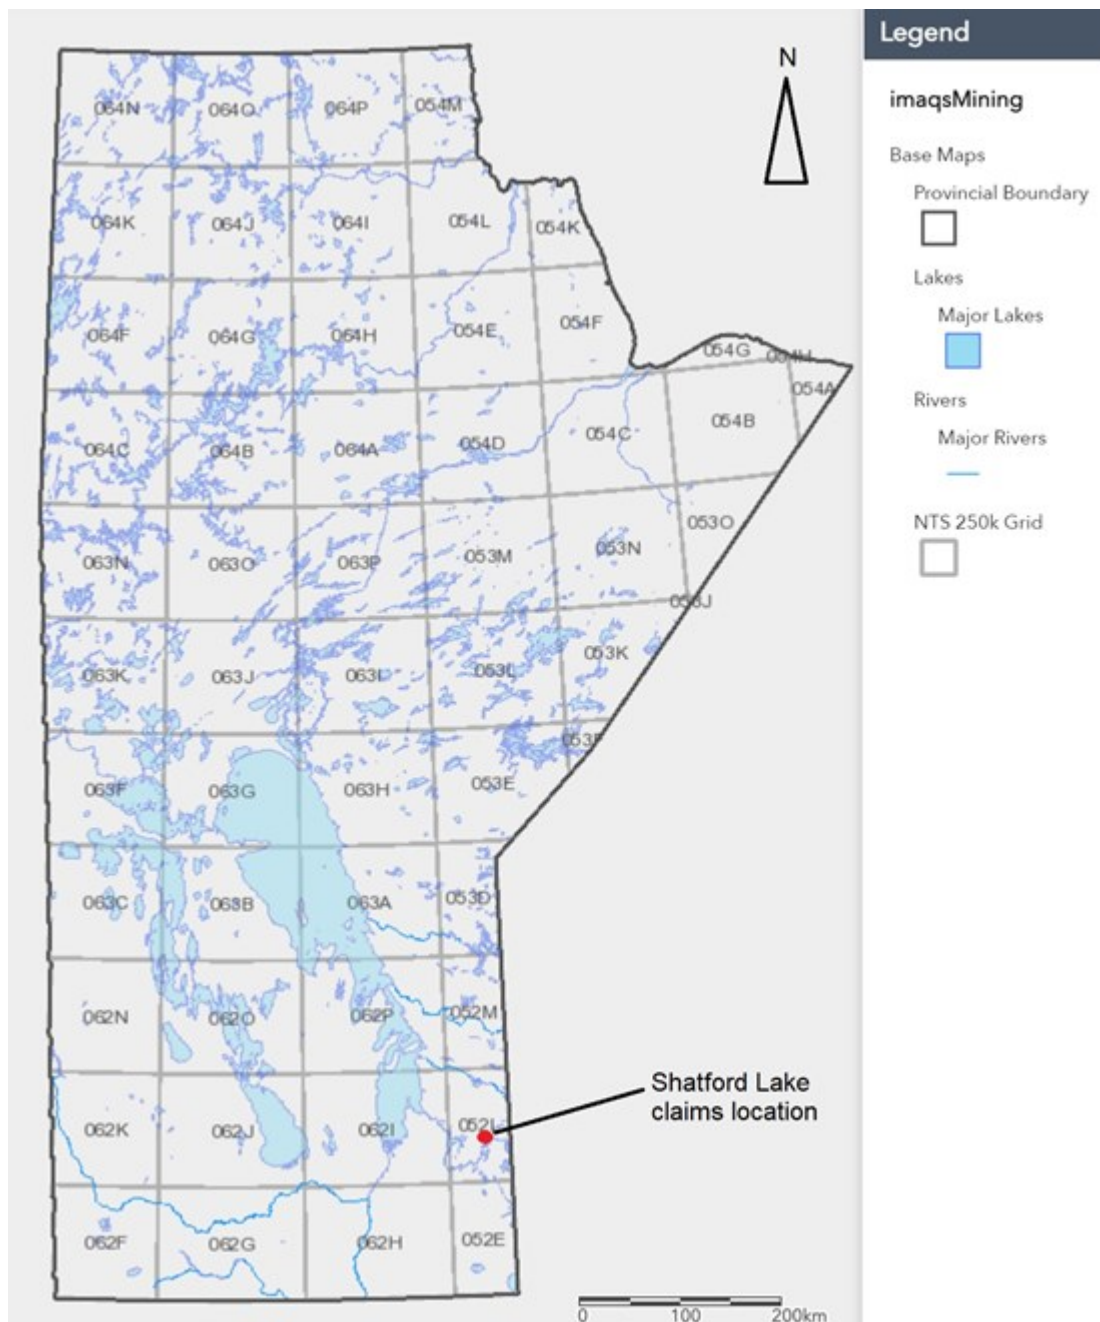 Legend
N
imaqsMining
Base Maps
Provincial Boundary
Lakes
Major Lakes
Rivers
Major Rivers
NTS 250k Grid
064N 064O 064P 054M
064K 064J 064I 054L 054K
064F 064G 064H 054E 054F
054G 054H
054A
064C 064B 064A 054D 054C 054B
063N 063O 063P 053M 053N 053O
053J
063K 063J 063I 053L 053K
053F
063F 063G 063H 053E
063C 063B 063A 053D
062N 062O 062P 052M
Shatford Lake
claims location
062K 062J 062I 052L
062F 062G 062H 052E
0 100 200km